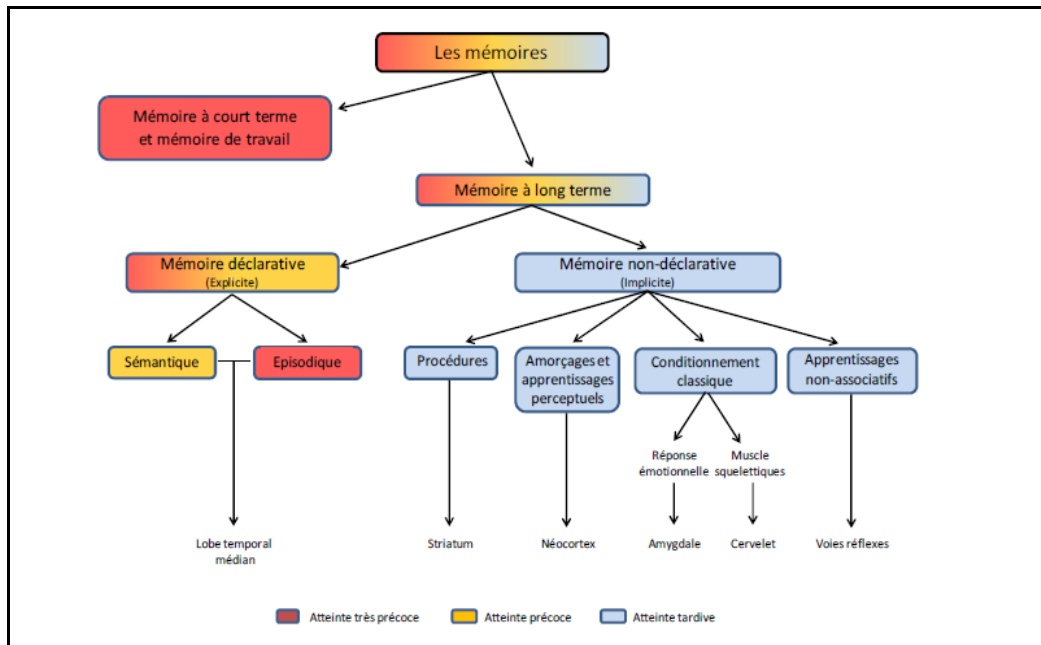 Les mémoires
Mémoire à court terme
et mémoire de travail
Mémoire à long terme
Mémoire déclarative
(Explicite)
Mémoire non-déclarative
(Implicite)
Sémantique
Episodique
Procédures
Amorçages et
apprentissages
perceptuels
Conditionnement
classique
Apprentissages
non-associatifs
Réponse
émotionnelle
Muscle
squelettiques
Lobe temporal
médian
Striatum
Néocortex
Amygdale
Cervelet
Voies réflexes
Atteinte très précoce
Atteinte précoce
Atteinte tardive